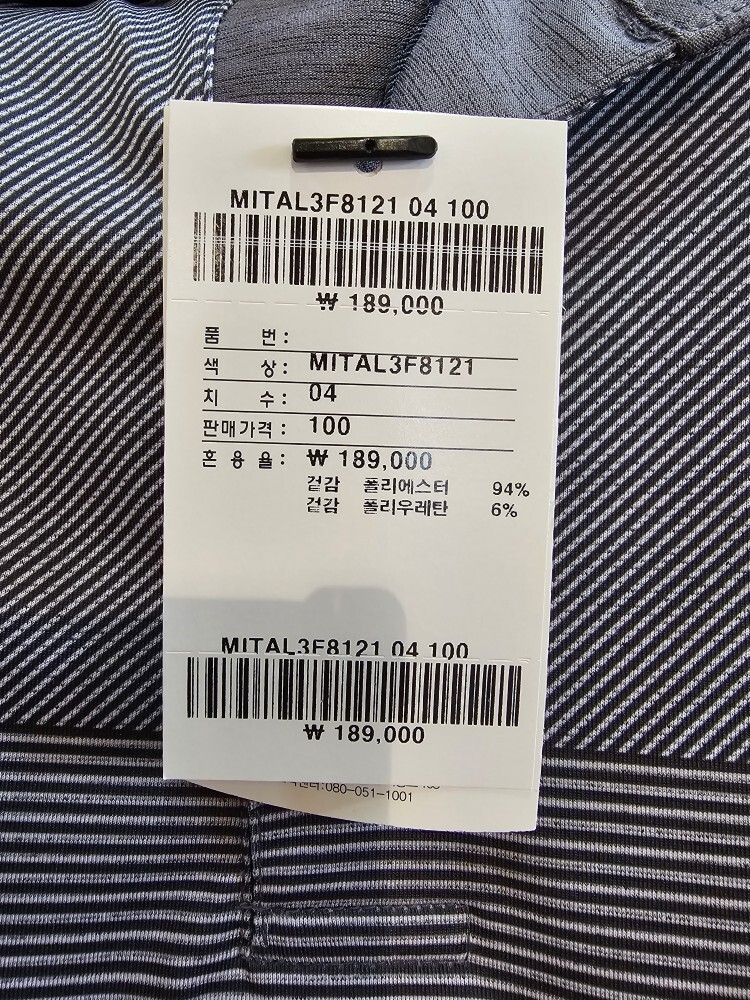 MITAL3F8121 04 100
₩ 189,000
품 번 :
색 상 : MITAL3F8121
치 수 : 04
판매가격 : 100
혼 용 율 : ₩ 189,000
겉감 폴리에스터 94%
겉감 폴리우레탄 6%
MITAL3F8121 04 100
₩ 189,000
:080-051-1001